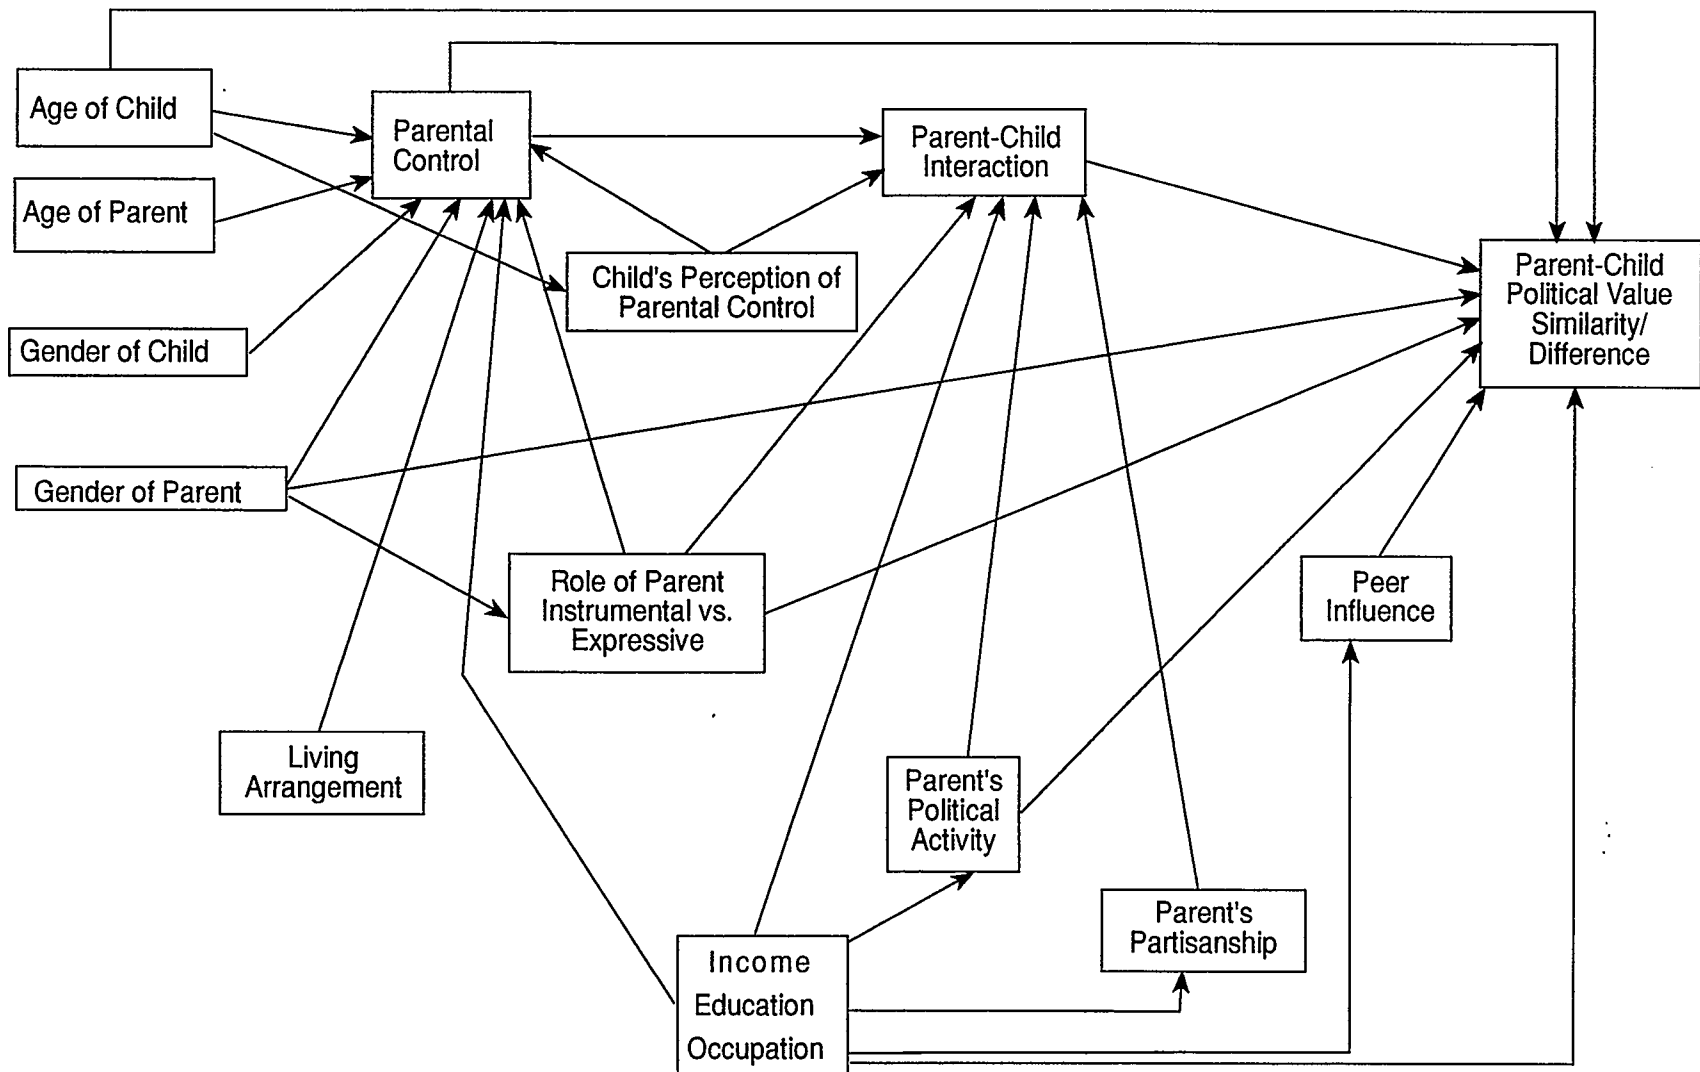 Age of Child
Parental
Control
Parent-Child
Interaction
Age of Parent
Child's Perception of
Parental Control
Parent-Child
Political Value
Similarity/
Difference
Gender of Child
Gender of Parent
Role of Parent
Instrumental vs.
Expressive
Peer
Influence
Living
Arrangement
Parent's
Political
Activity
Parent's
Partisanship
Income
Education
Occupation